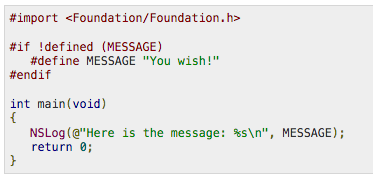 #import <Foundation/Foundation.h>

#if !defined (MESSAGE)
   #define MESSAGE "You wish!"
#endif

int main(void)
{
   NSLog(@"Here is the message: %s\n", MESSAGE);
   return 0;
}